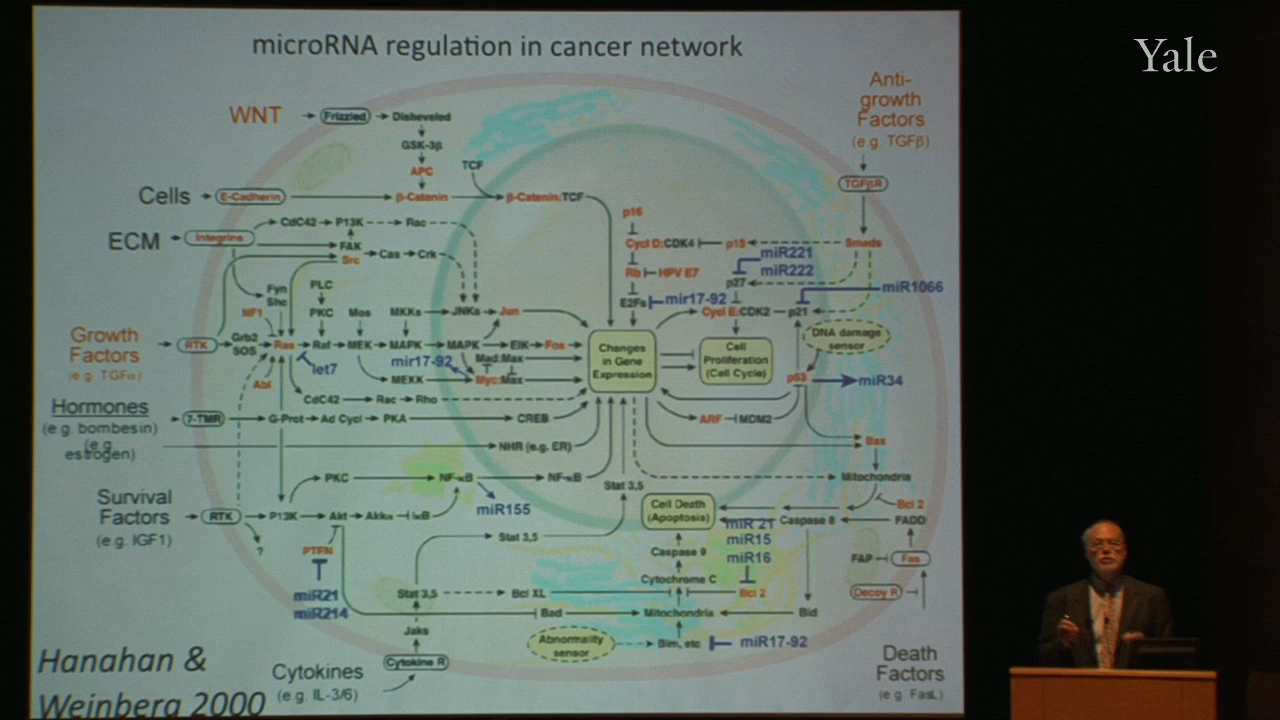 microRNA regulation in cancer network
Yale
WNT
Frizzled
Disheveled
GSK-3β
APC
TCF
Cells
E-Cadherin
β-Catenin
β-Catenin:TCF
ECM
Integrins
CdC42
P13K
Rac
FAK
Src
Cas
Crk
Fyn
Shc
PLC
NF1
PKC
Mos
MKKs
JNKs
Jun
Growth
Factors
(e.g. TGFα)
RTK
Grb2
SOS
Ras
Raf
MEK
MAPK
MAPK
ElK
Fos
let7
mir17-92
Mad:Max
Abl
MEKK
Myc:Max
CdC42
Rac
Rho
Hormones
(e.g. bombesin)
(e.g.
estrogen)
7-TMR
G-Prot
Ad Cycl
PKA
CREB
NHR (e.g. ER)
PKC
NF-κB
NF-κB
miR155
Survival
Factors
(e.g. IGF1)
RTK
P13K
Akt
Akkα
IκB
?
PTFN
miR21
miR214
Stat 3,5
Stat 3,5
Stat 3,5
Bcl XL
Bad
Jaks
Cytokines
(e.g. IL-3/6)
Cytokine R
Abnormality
sensor
Bim, etc
miR17-92
Mitochondria
Bid
Cytochrome C
Bcl 2
Caspase 9
Cell Death
(Apoptosis)
miR 21
miR15
miR16
Caspase 8
FADD
Bcl 2
Mitochondria
Bax
FAP
Fas
Decoy R
Death
Factors
(e.g. FasL)
Anti-
growth
Factors
(e.g. TGFβ)
TGFβR
Smads
p16
Cycl D:CDK4
p15
miR221
miR222
Rb
HPV E7
p27
E2Fs
mir17-92
Cycl E:CDK2
p21
miR1066
DNA damage
sensor
Changes
in Gene
Expression
Cell
Proliferation
(Cell Cycle)
p53
miR34
ARF
MDM2
Hanahan &
Weinberg 2000